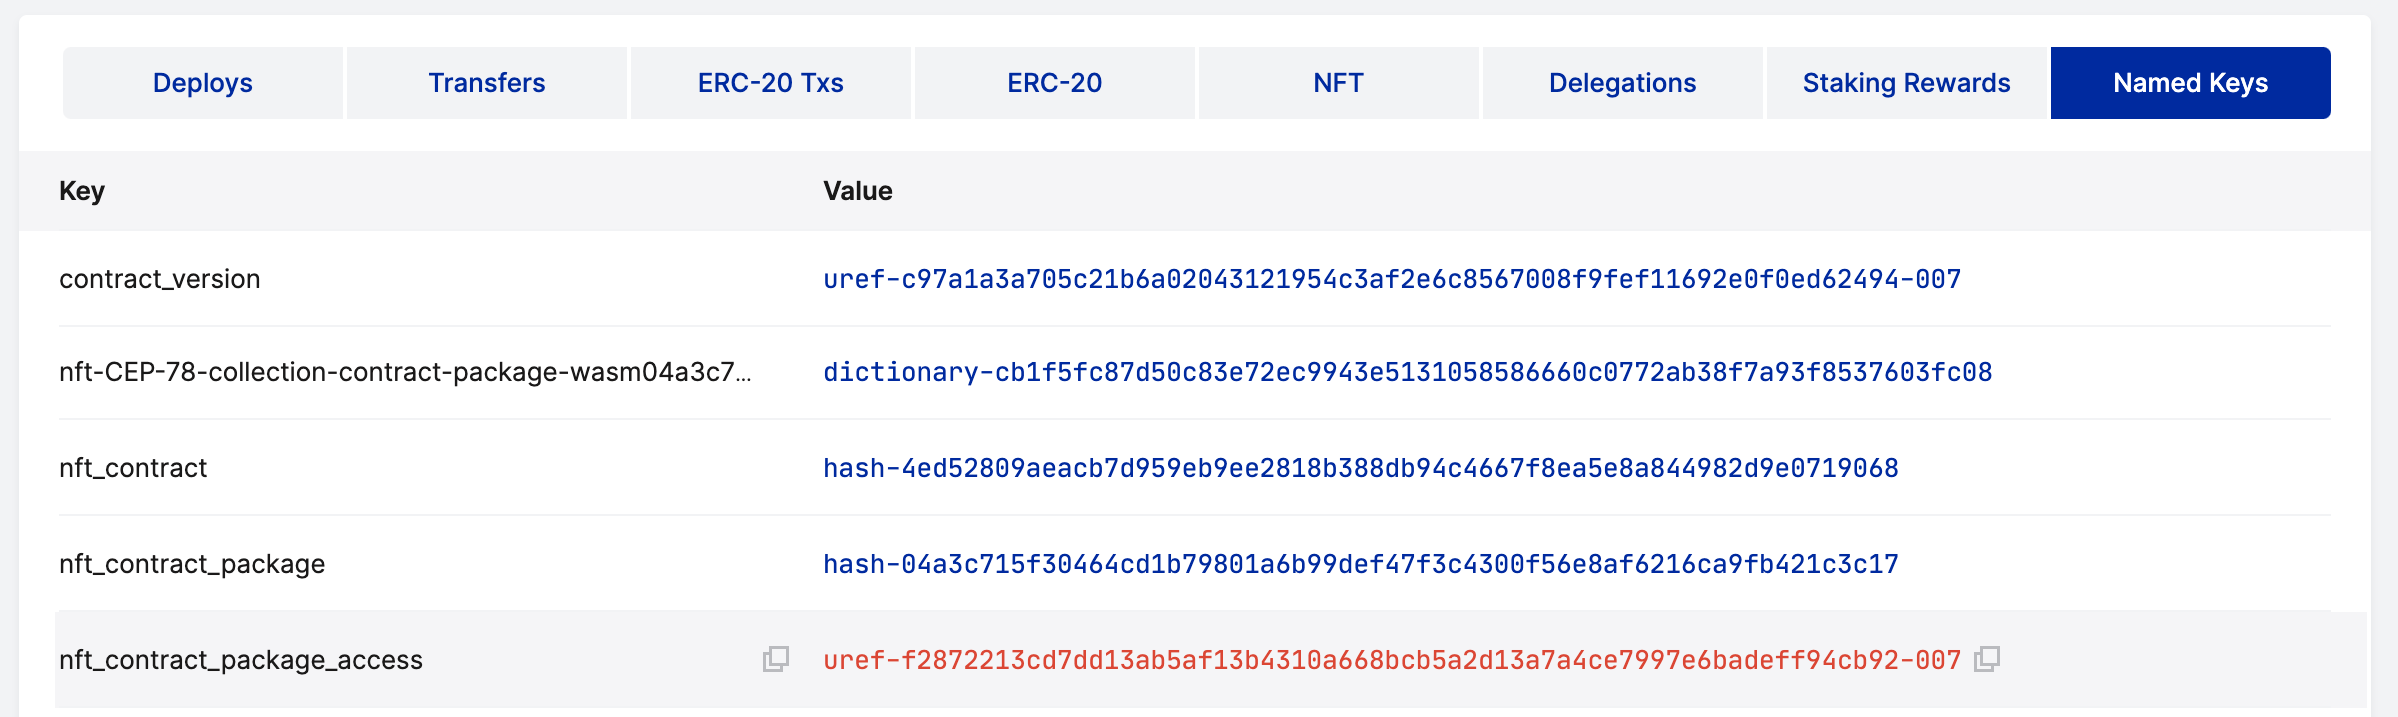 Deploys Transfers ERC-20 Txs ERC-20 NFT Delegations Staking Rewards Named Keys
Key Value
contract_version uref-c97a1a3a705c21b6a02043121954c3af2e6c8567008f9fef11692e0f0ed62494-007
nft-CEP-78-collection-contract-package-wasm04a3c7... dictionary-cb1f5fc87d50c83e72ec9943e5131058586660c0772ab38f7a93f8537603fc08
nft_contract hash-4ed52809aeacb7d959eb9ee2818b388db94c4667f8ea5e8a844982d9e0719068
nft_contract_package hash-04a3c715f30464cd1b79801a6b99def47f3c4300f56e8af6216ca9fb421c3c17
nft_contract_package_access uref-f2872213cd7dd13ab5af13b4310a668bcb5a2d13a7a4ce7997e6badeff94cb92-007